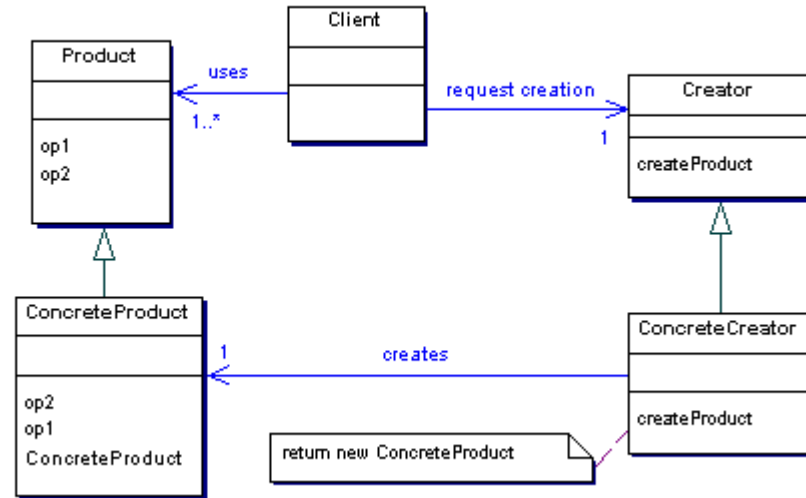 Client
Product
uses
1..*
request creation
1
Creator
op1
op2
createProduct
ConcreteProduct
1
creates
ConcreteCreator
op2
op1
ConcreteProduct
return new ConcreteProduct
createProduct